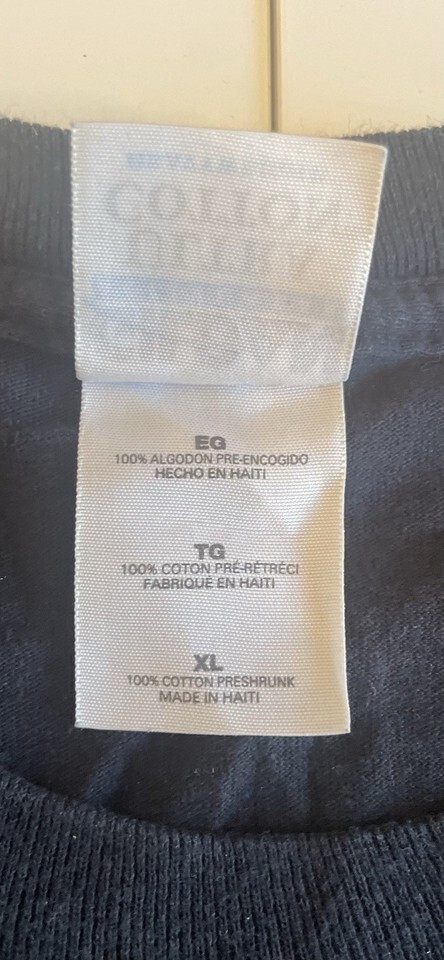 EG
100% ALGODON PRE-ENCOGIDO
HECHO EN HAITI
TG
100% COTON PRÉ-RÉTRÉCI
FABRIQUÉ EN HAITI
XL
100% COTTON PRESHRUNK
MADE IN HAITI